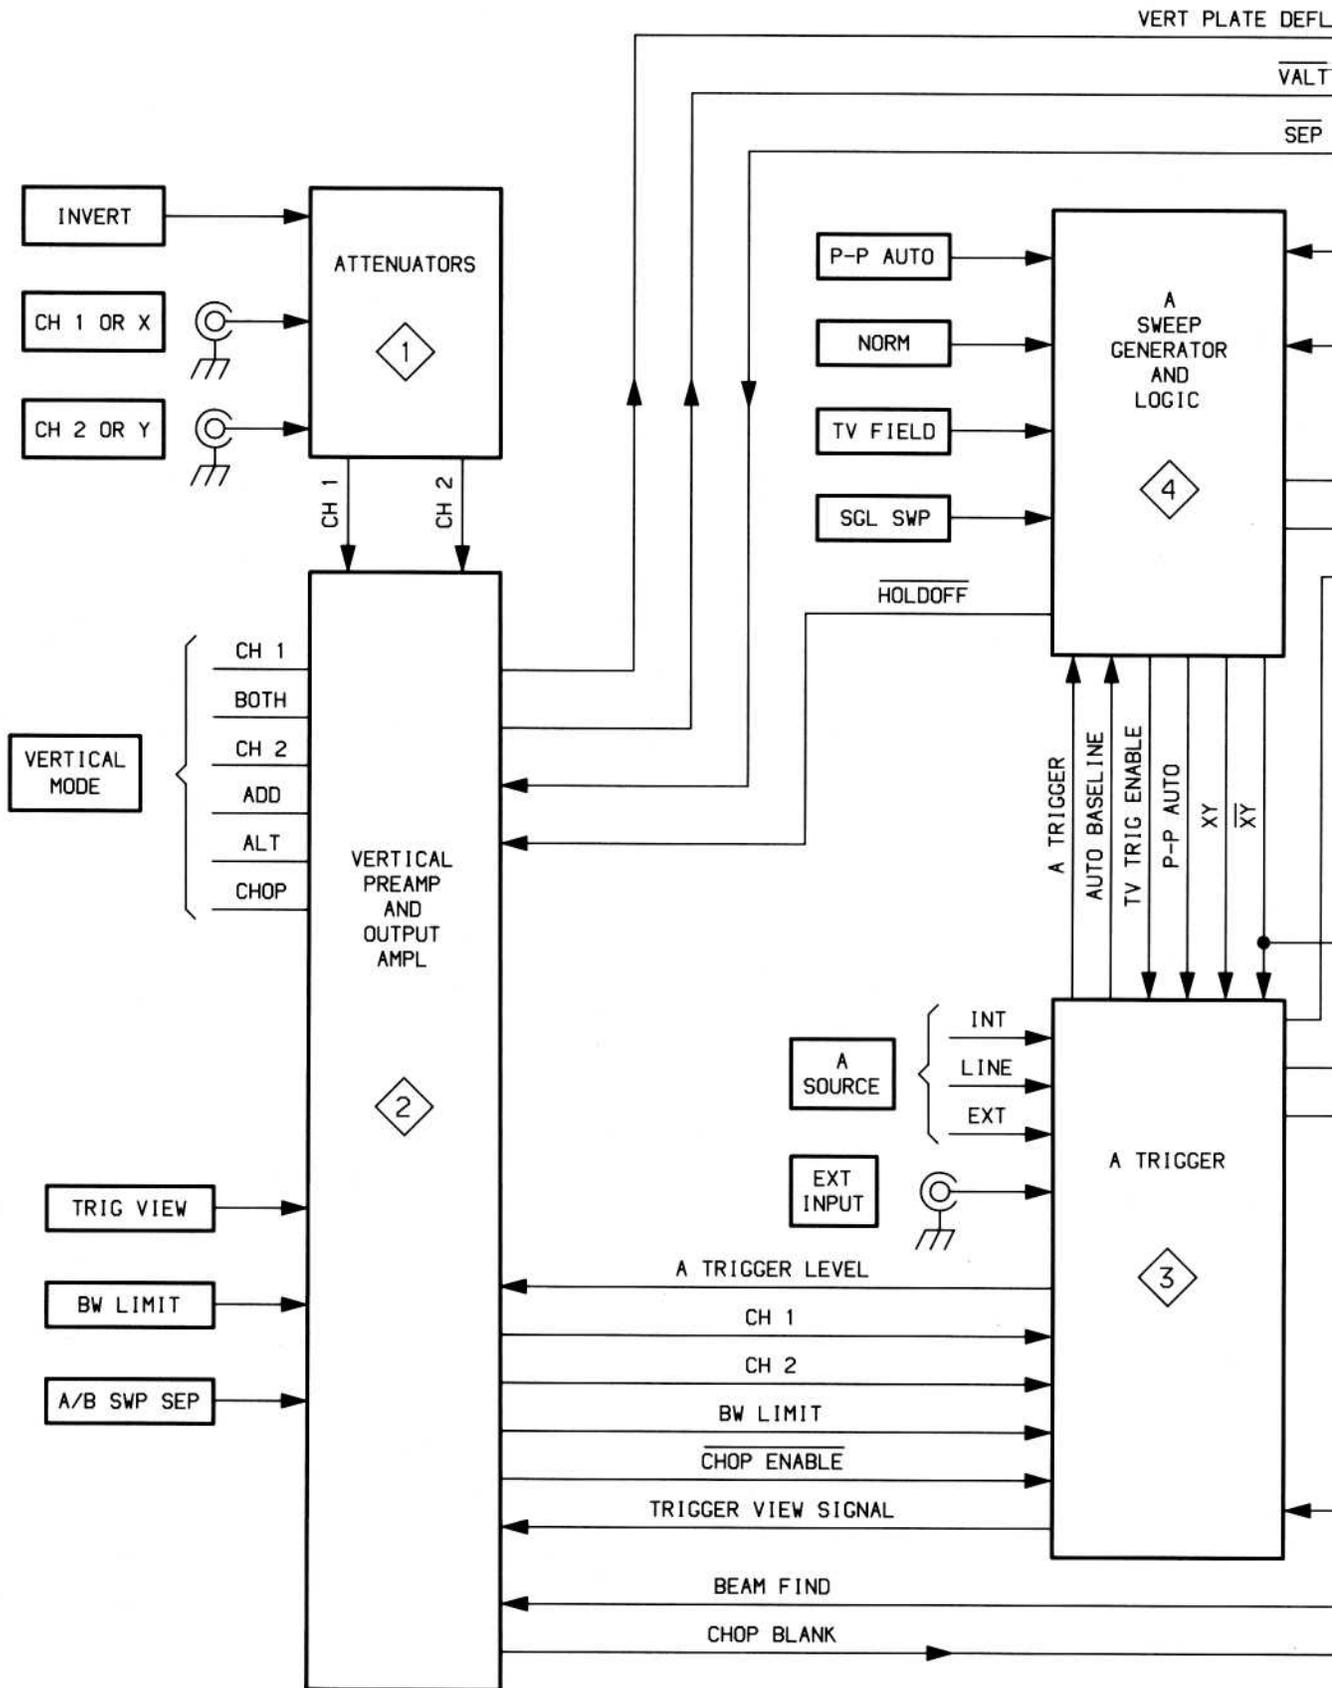 VERT PLATE DEFL
VALT
SEP
INVERT
CH 1 OR X
CH 2 OR Y
ATTENUATORS
1
CH 1
CH 2
P-P AUTO
NORM
TV FIELD
SGL SWP
A
SWEEP
GENERATOR
AND
LOGIC
4
HOLDOFF
VERTICAL
MODE
CH 1
BOTH
CH 2
ADD
ALT
CHOP
VERTICAL
PREAMP
AND
OUTPUT
AMPL
2
A TRIGGER
AUTO BASELINE
TV TRIG ENABLE
P-P AUTO
XY
XY
A
SOURCE
INT
LINE
EXT
EXT
INPUT
A TRIGGER
3
TRIG VIEW
BW LIMIT
A/B SWP SEP
A TRIGGER LEVEL
CH 1
CH 2
BW LIMIT
CHOP ENABLE
TRIGGER VIEW SIGNAL
BEAM FIND
CHOP BLANK